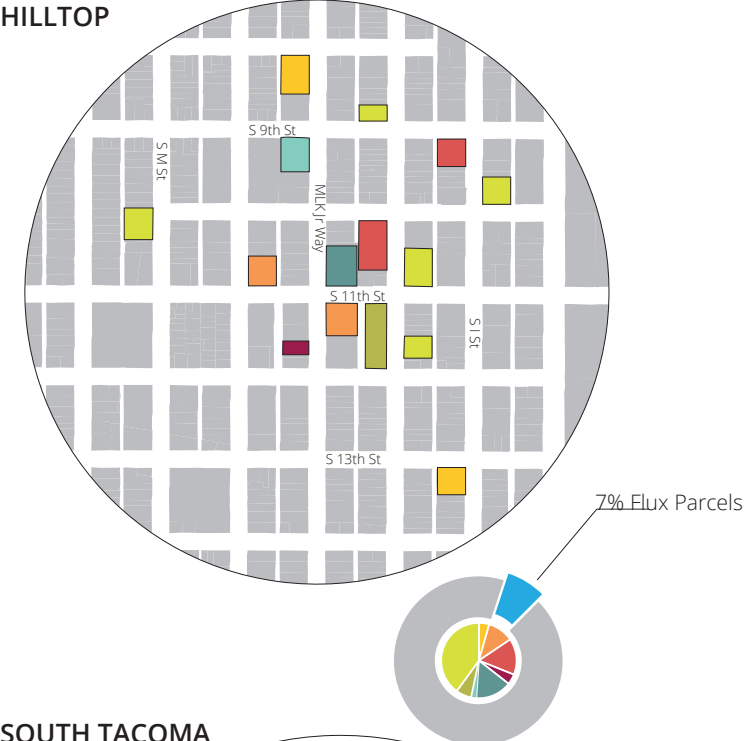 HILLTOP
S 9th St
S M St
MLK Jr Way
S 11th St
S I St
S 13th St
7% Flux Parcels
SOUTH TACOMA